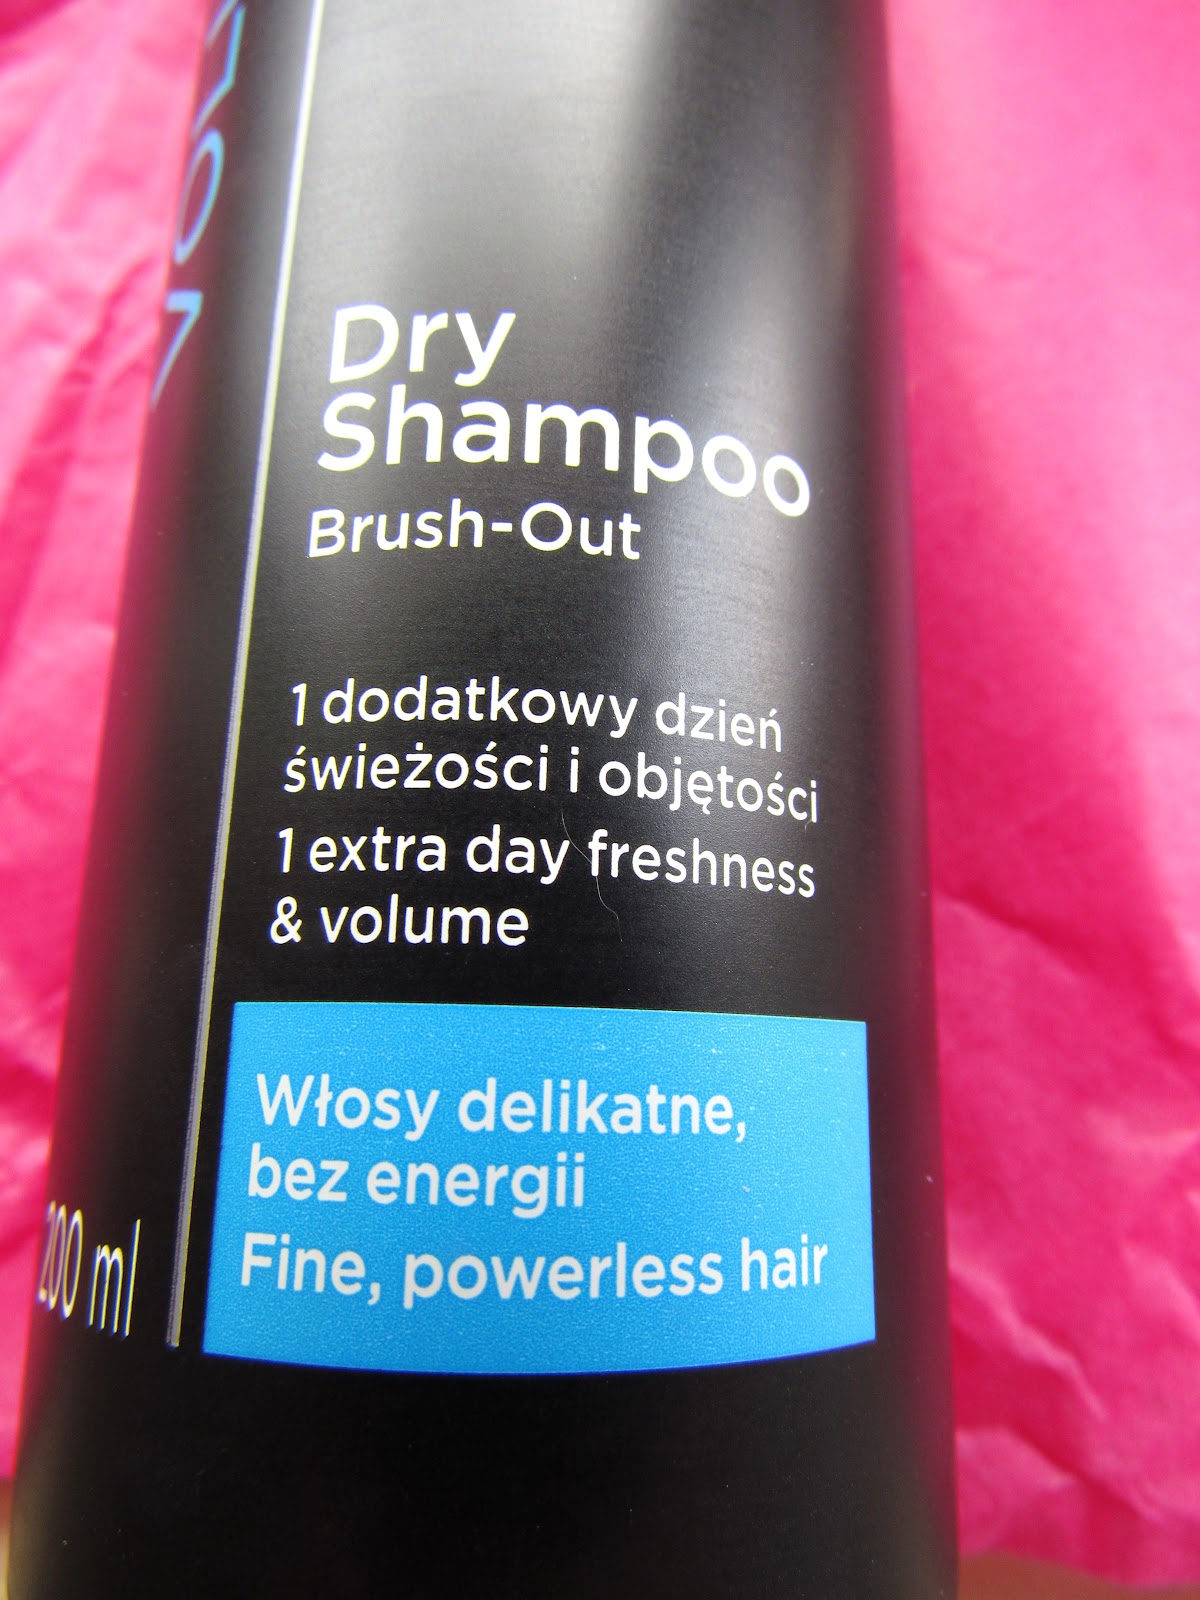 Dry
Shampoo
Brush-Out
1 dodatkowy dzień
świeżości i objętości
1 extra day freshness
& volume
Włosy delikatne,
bez energii
Fine, powerless hair
200 ml